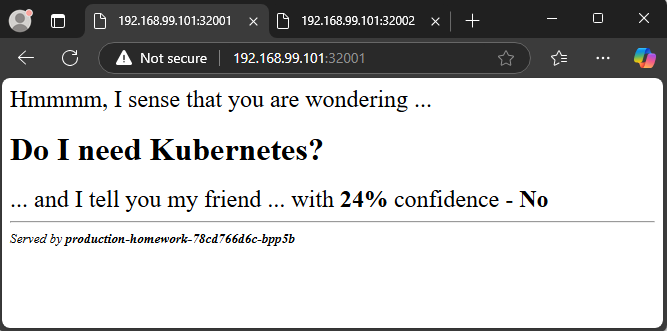 192.168.99.101:32001
192.168.99.101:32002
Not secure
192.168.99.101:32001
Hmmmm, I sense that you are wondering ...
Do I need Kubernetes?
... and I tell you my friend ... with 24% confidence - No
Served by production-homework-78cd766d6c-bpp5b